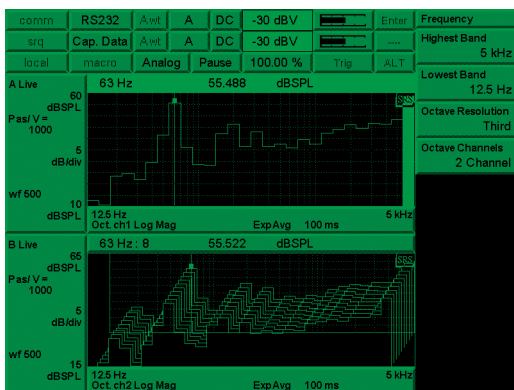 comm RS232 Awt A DC -30 dBV Enter Frequency
srq Cap. Data Awt A DC -30 dBV ---- Highest Band
5 kHz
local macro Analog Pause 100.00 % Trig ALT Lowest Band
12.5 Hz
A Live 63 Hz 55.488 dBSPL
60 SBS
dBSPL
Octave Resolution
Third
Pas/ V =
1000
Octave Channels
2 Channel
5
dB/div
wf 500
10
dBSPL
12.5 Hz 5 kHz
Oct. ch1 Log Mag ExpAvg 100 ms
B Live 63 Hz : 8 55.522 dBSPL
65 SBS
dBSPL
Pas/ V =
1000
5
dB/div
wf 500
15
dBSPL
12.5 Hz 5 kHz
Oct. ch2 Log Mag ExpAvg 100 ms